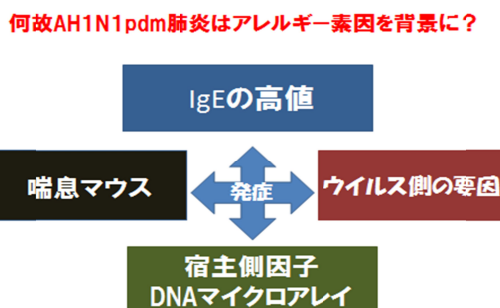 何故AH1N1pdm肺炎はアレルギー素因を背景に？
IgEの高値
喘息マウス
発症
ウイルス側の要因
宿主側因子
DNAマイクロアレイ